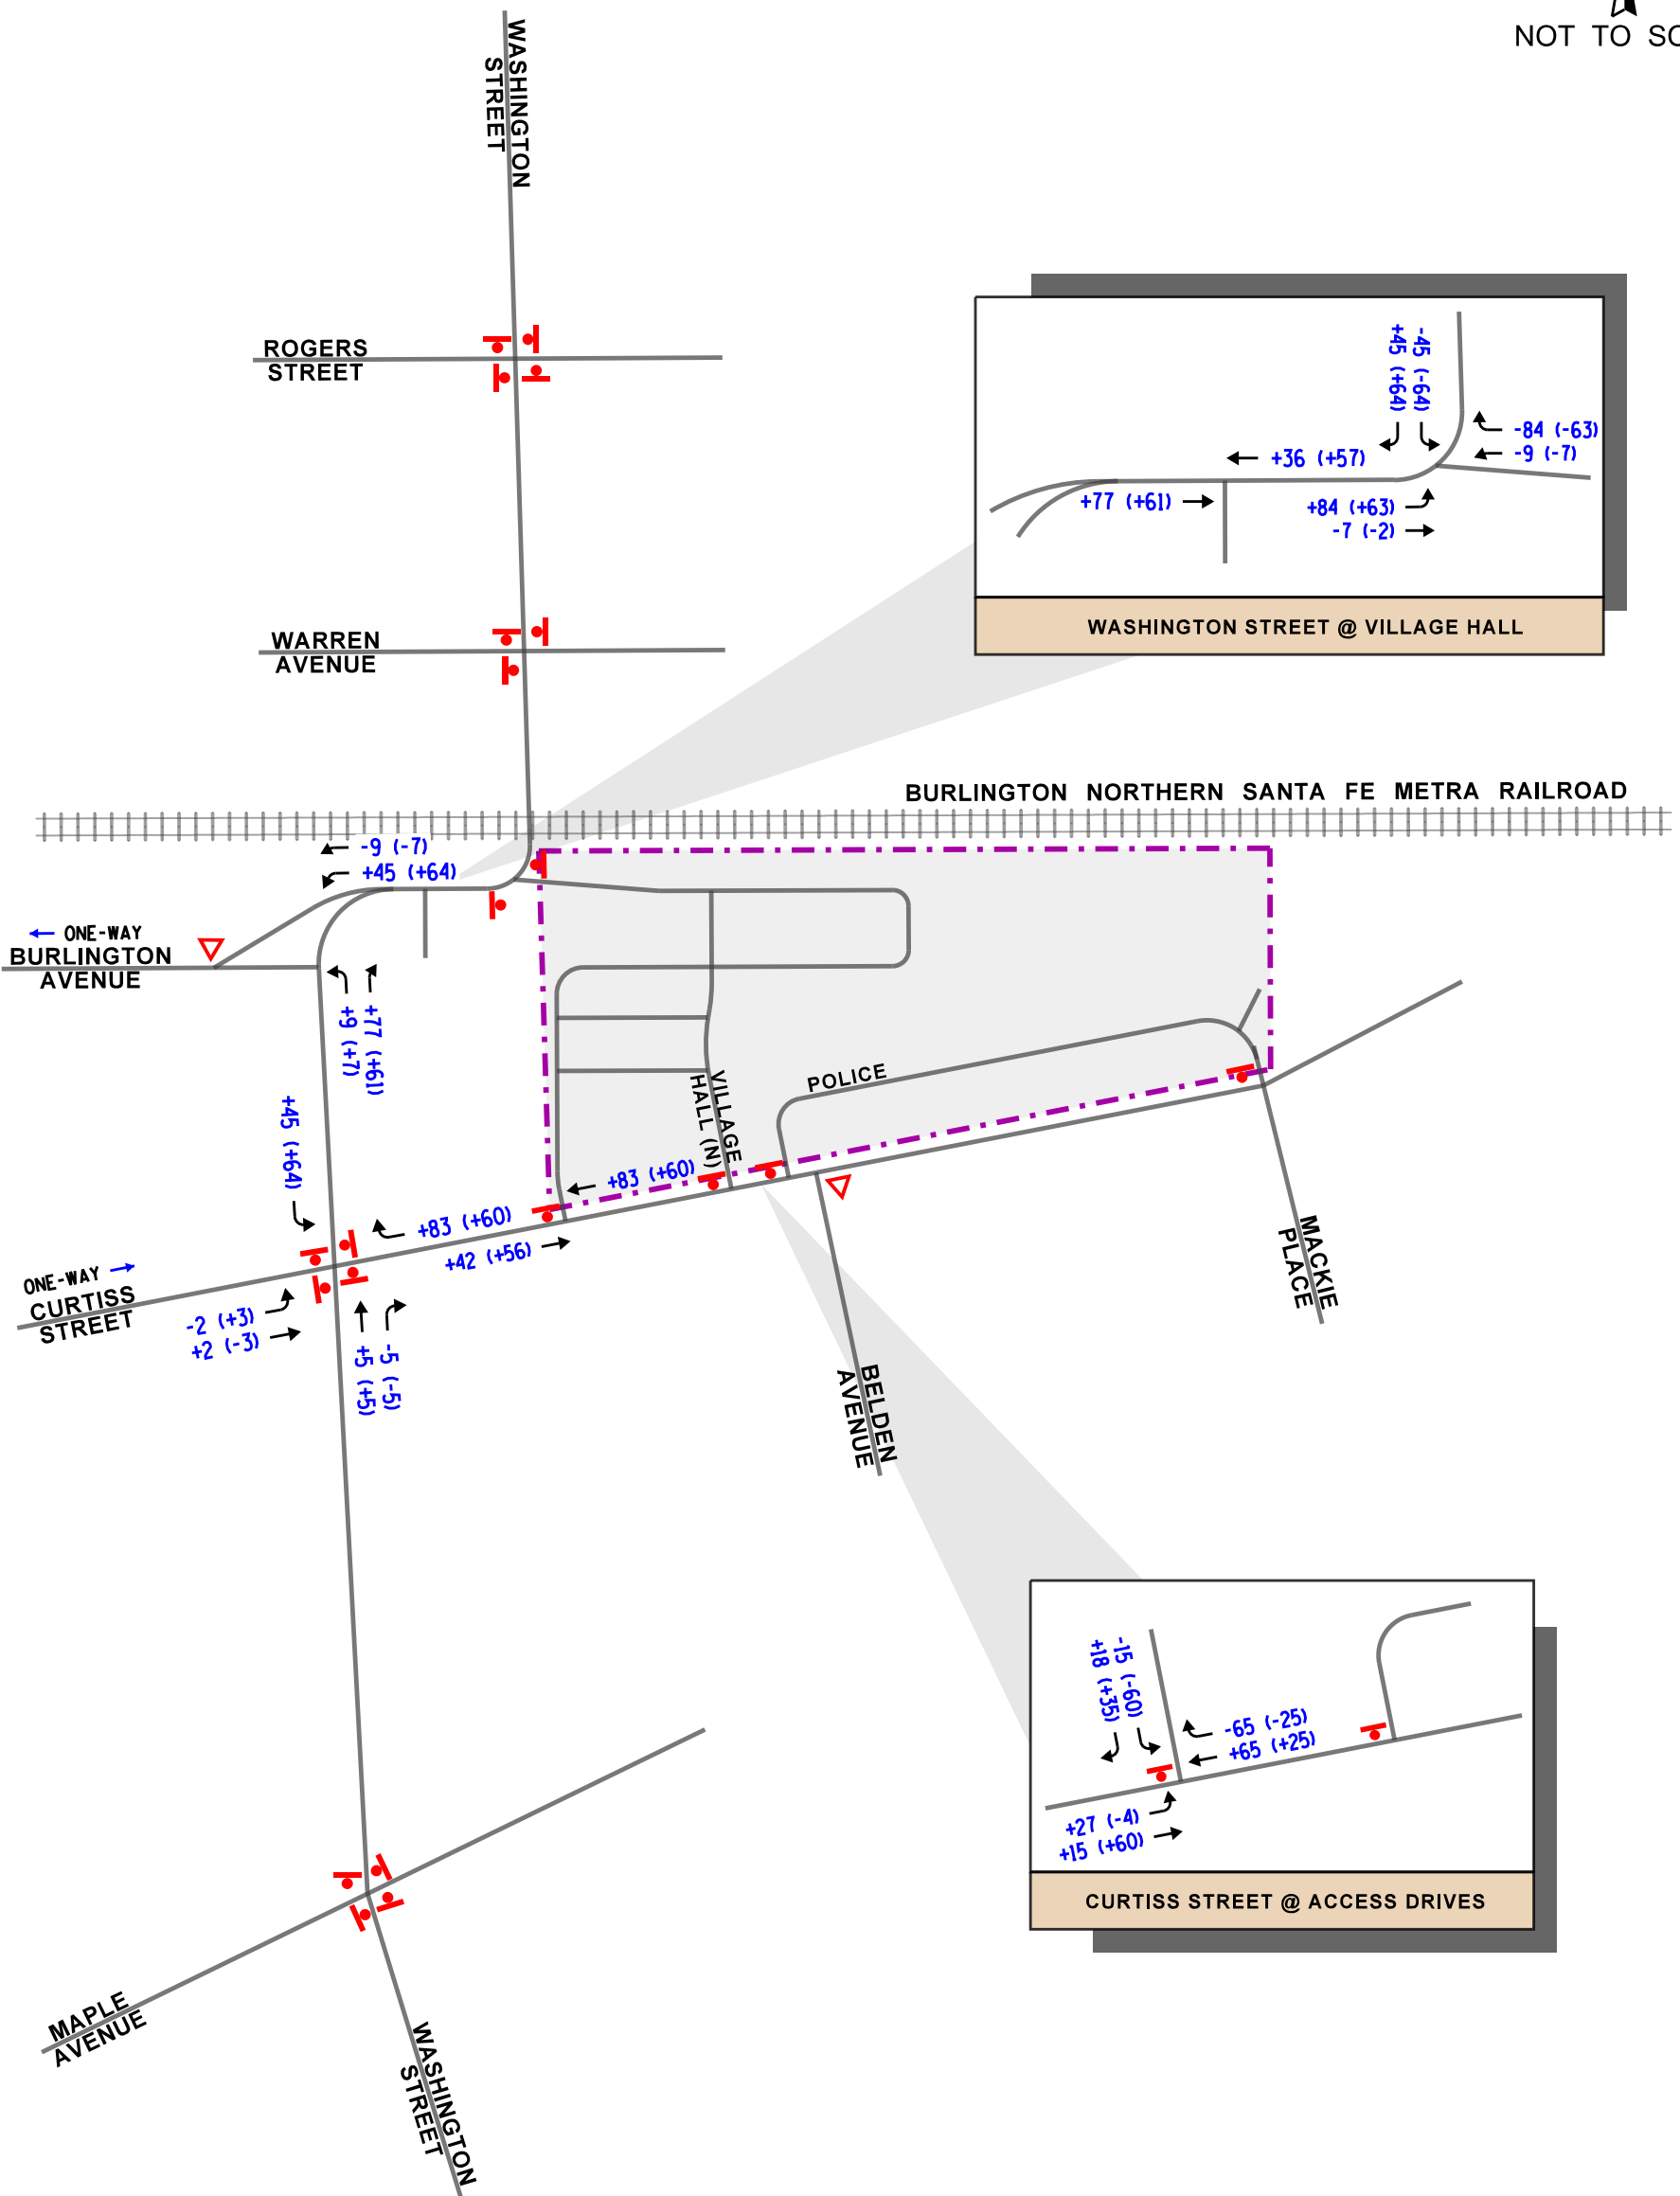 NOT TO SC
WASHINGTON
STREET
ROGERS
STREET
-45 (-64)
+45 (+64)
-84 (-63)
-9 (-7)
+36 (+57)
+77 (+61)
+84 (+63)
-7 (-2)
WASHINGTON STREET @ VILLAGE HALL
WARREN
AVENUE
BURLINGTON NORTHERN SANTA FE METRA RAILROAD
-9 (-7)
+45 (+64)
ONE-WAY
BURLINGTON
AVENUE
+77 (+61)
+9 (+7)
VILLAGE
HALL (N)
POLICE
+45 (+64)
+83 (+60)
+83 (+60)
+42 (+56)
ONE-WAY
CURTISS
STREET
-2 (+3)
+2 (-3)
-5 (-5)
+5 (+5)
MACKIE
PLACE
BELDEN
AVENUE
-15 (-60)
+18 (+35)
-65 (-25)
+65 (+25)
+27 (-4)
+15 (+60)
CURTISS STREET @ ACCESS DRIVES
MAPLE
AVENUE
WASHINGTON
STREET